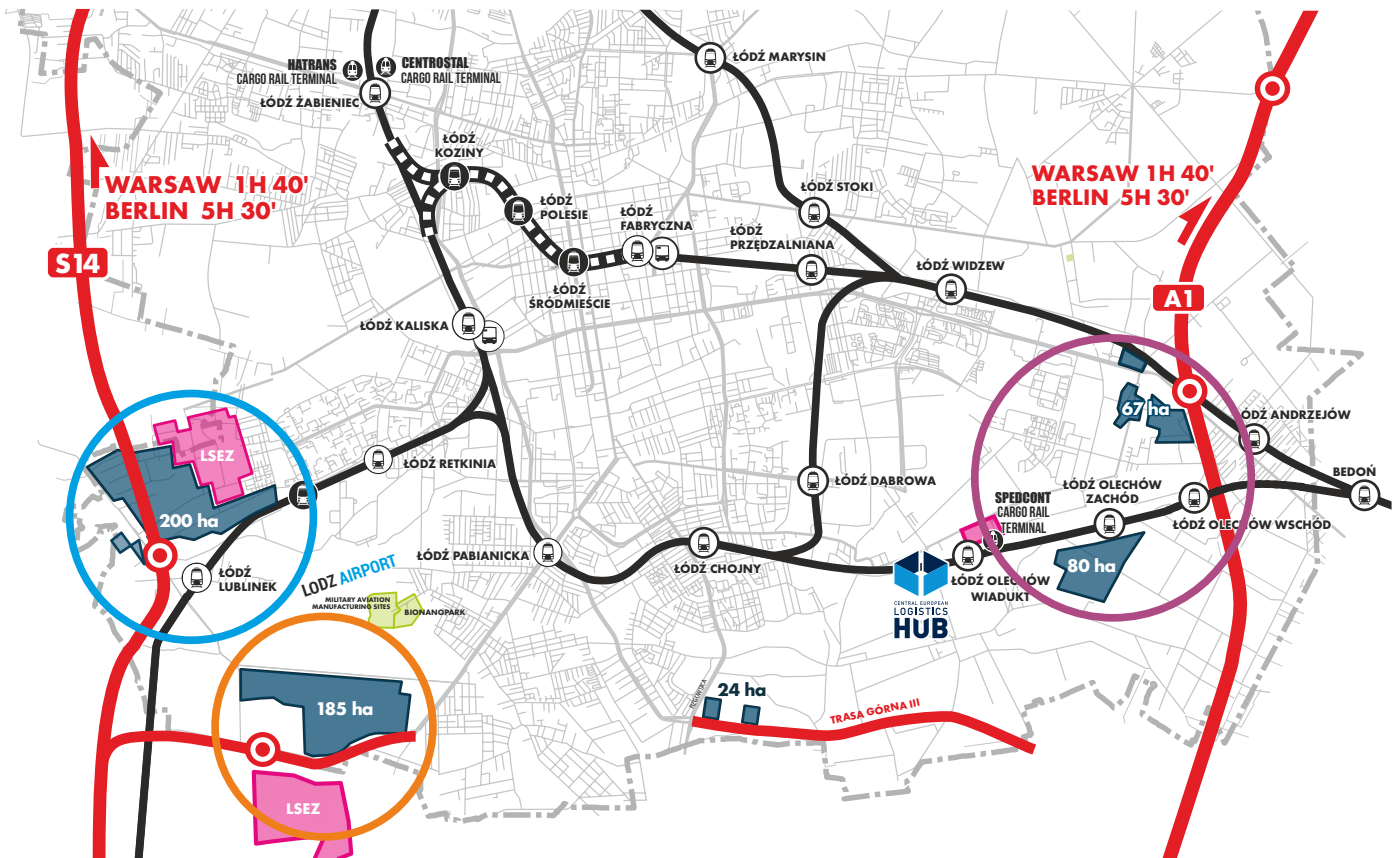 HATRANS
CARGO RAIL TERMINAL
CENTROSTAL
CARGO RAIL TERMINAL
ŁÓDŹ ŻABIENIEC
ŁÓDŹ MARYSIN
ŁÓDŹ
KOZINY
WARSAW 1H 40'
BERLIN 5H 30'
WARSAW 1H 40'
BERLIN 5H 30'
ŁÓDŹ STOKI
ŁÓDŹ
POLESIE
ŁÓDŹ
FABRYCZNA
ŁÓDŹ
PRZĘDZALNIANA
S14
ŁÓDŹ WIDZEW
ŁÓDŹ
ŚRÓDMIEŚCIE
A1
ŁÓDŹ KALISKA
67 ha
ŁÓDŹ ANDRZEJÓW
LSEZ
ŁÓDŹ RETKINIA
BEDOŃ
ŁÓDŹ DĄBROWA
ŁÓDŹ OLECHÓW
ZACHÓD
SPEDCONT
CARGO RAIL
TERMINAL
200 ha
ŁÓDŹ OLECHÓW WSCHÓD
ŁÓDŹ PABIANICKA
ŁÓDŹ CHOJNY
80 ha
ŁÓDŹ
LUBLINEK
LODZ AIRPORT
ŁÓDŹ OLECHÓW
WIADUKT
MILITARY AVIATION
MANUFACTURING SITES
BIONANOPARK
CENTRAL EUROPEAN
LOGISTICS
HUB
185 ha
24 ha
TRASA GÓRNA III
LSEZ